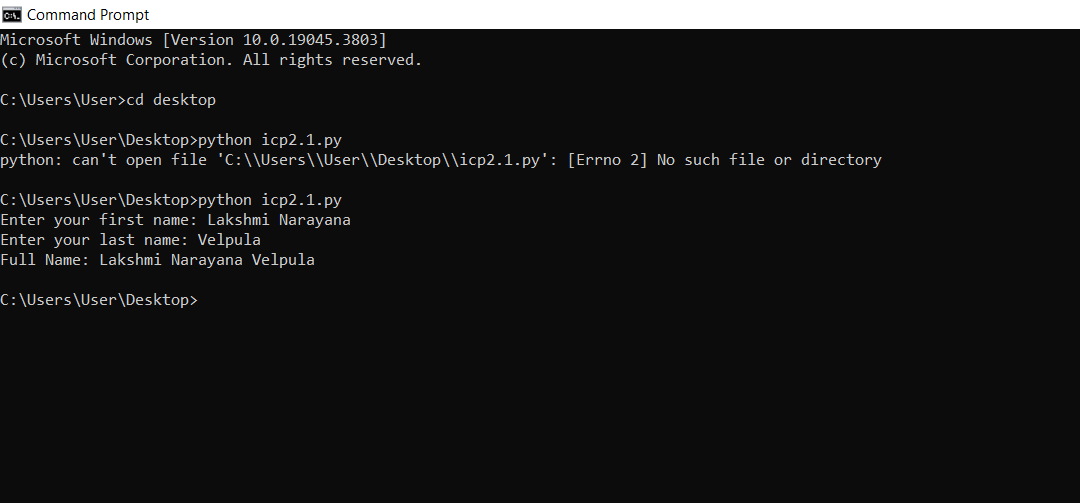 Command Prompt
Microsoft Windows [Version 10.0.19045.3803]
(c) Microsoft Corporation. All rights reserved.
C:\Users\User>cd desktop
C:\Users\User\Desktop>python icp2.1.py
python: can't open file 'C:\\Users\\User\\Desktop\\icp2.1.py': [Errno 2] No such file or directory
C:\Users\User\Desktop>python icp2.1.py
Enter your first name: Lakshmi Narayana
Enter your last name: Velpula
Full Name: Lakshmi Narayana Velpula
C:\Users\User\Desktop>